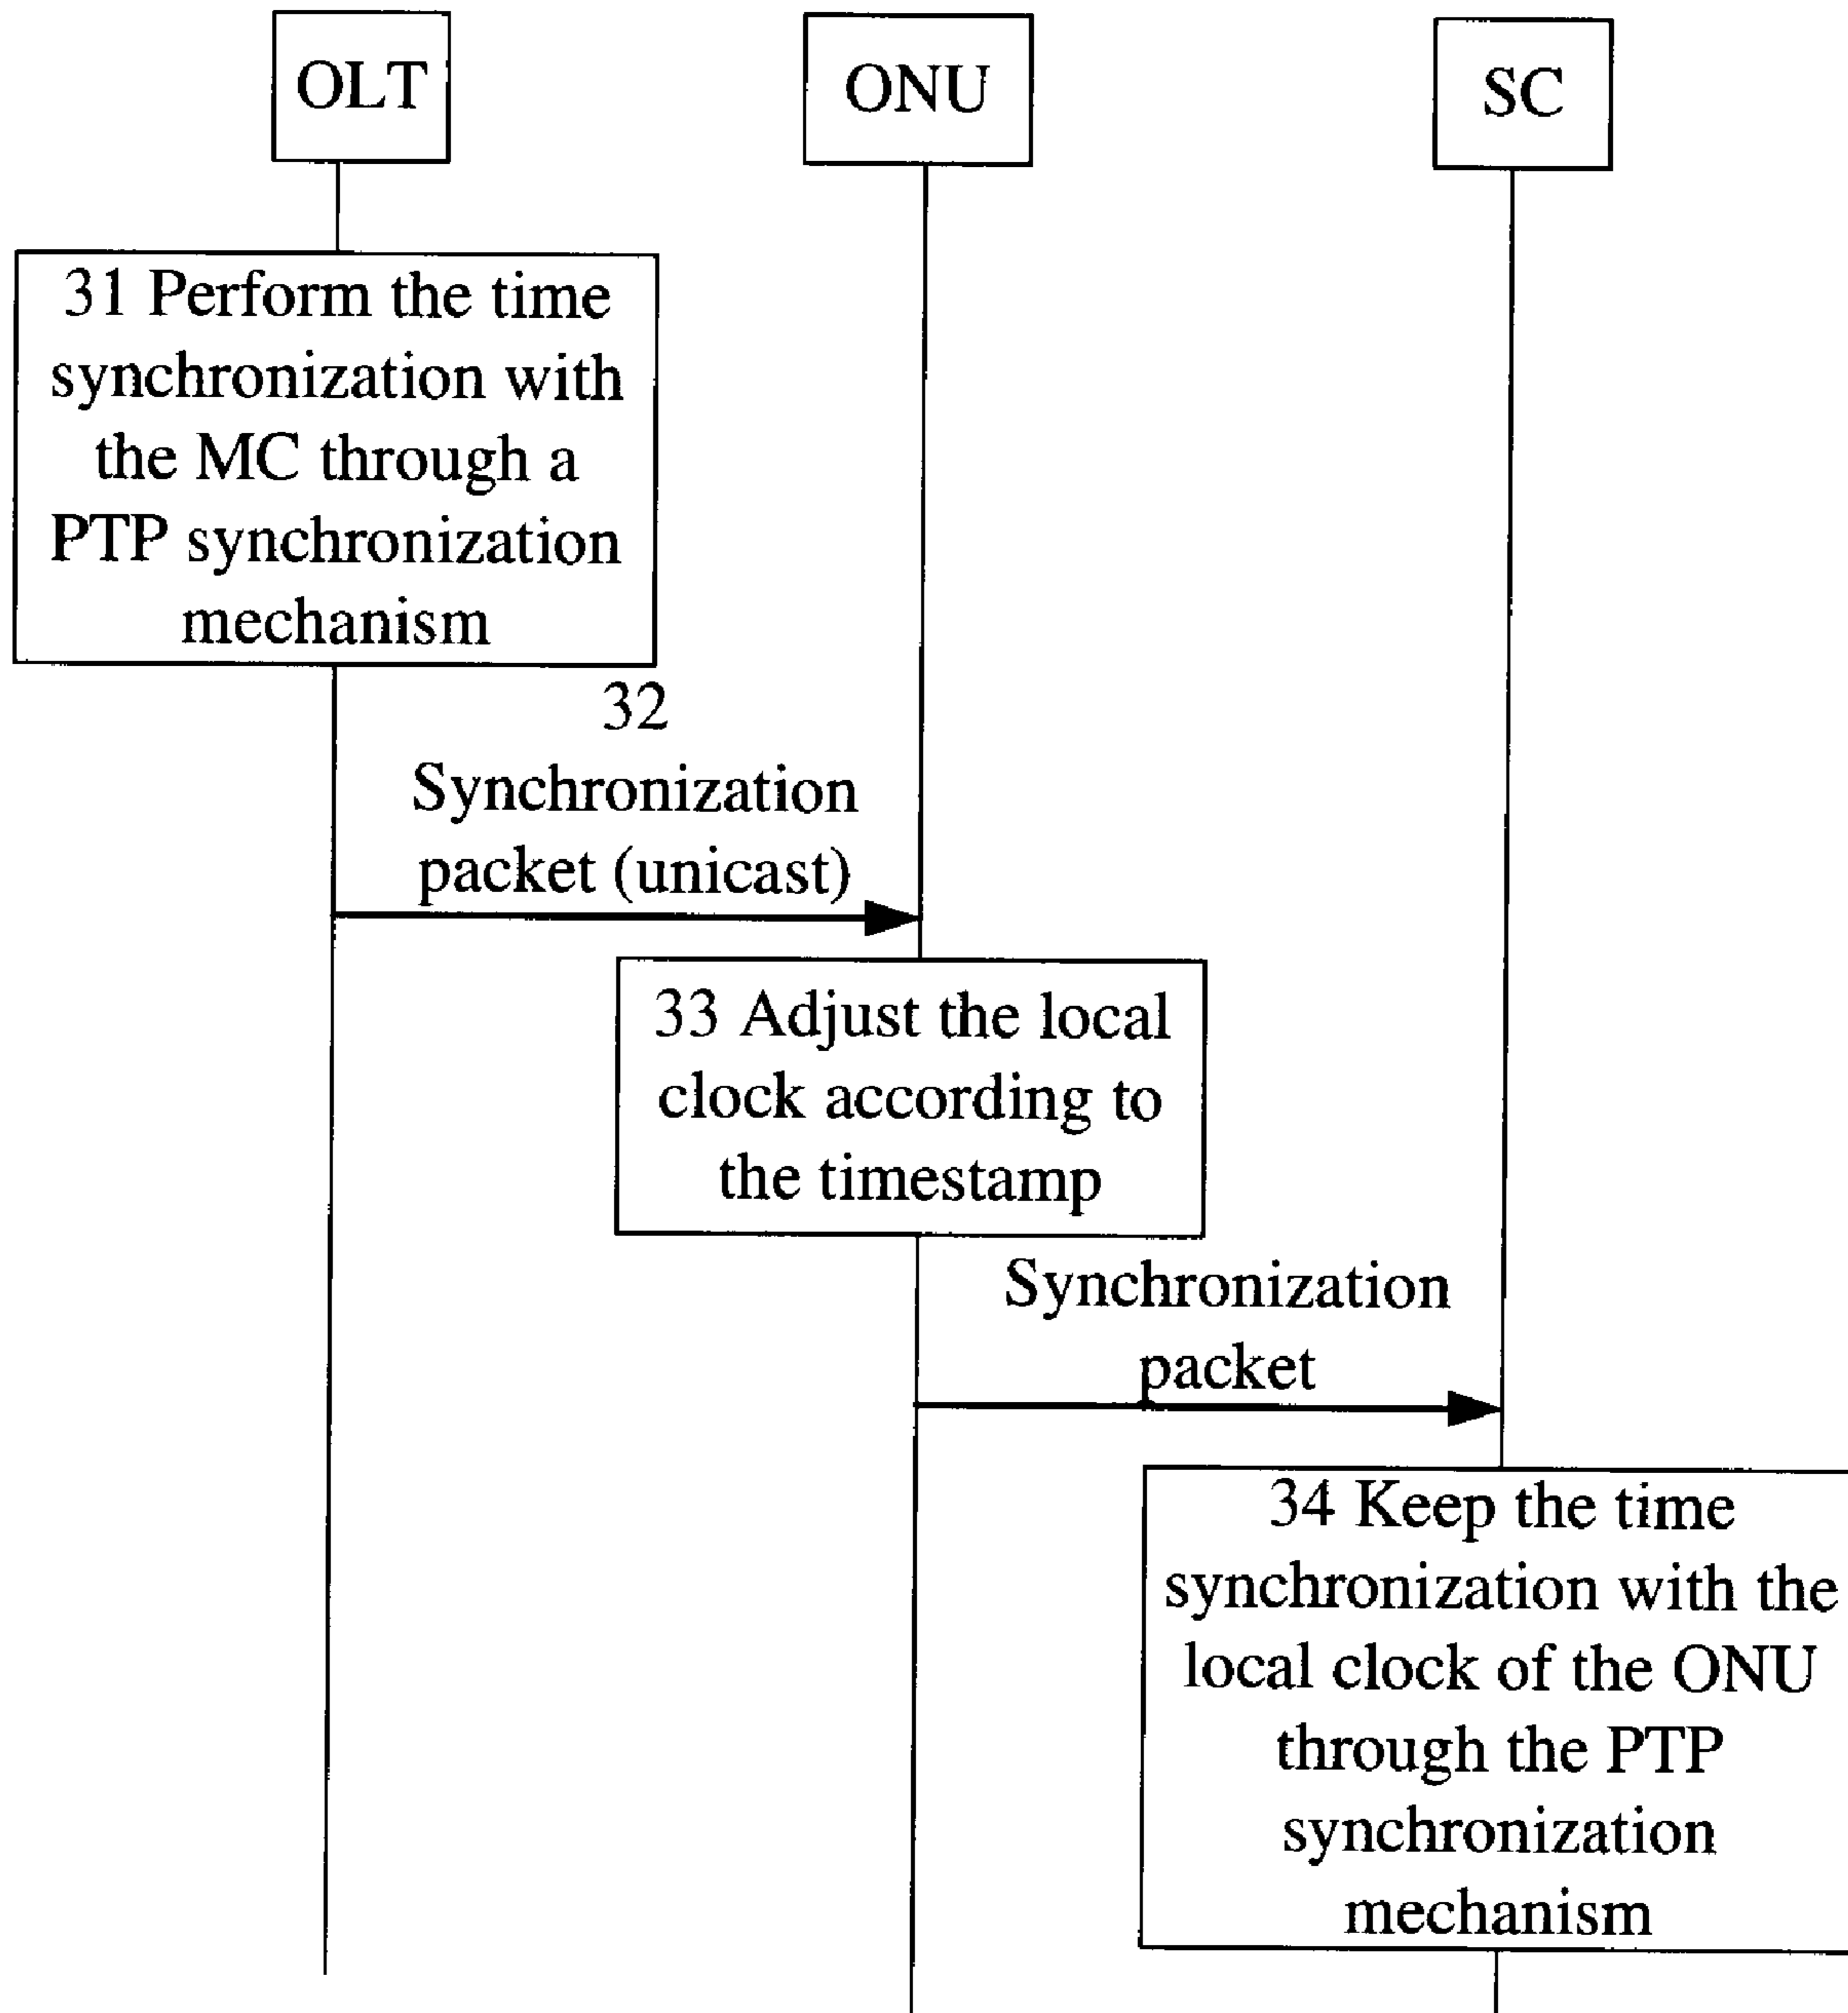 OLT
ONU
SC
31 Perform the time
synchronization with
the MC through a
PTP synchronization
mechanism
32
Synchronization
packet (unicast)
33 Adjust the local
clock according to
the timestamp
Synchronization
packet
34 Keep the time
synchronization with the
local clock of the ONU
through the PTP
synchronization
mechanism